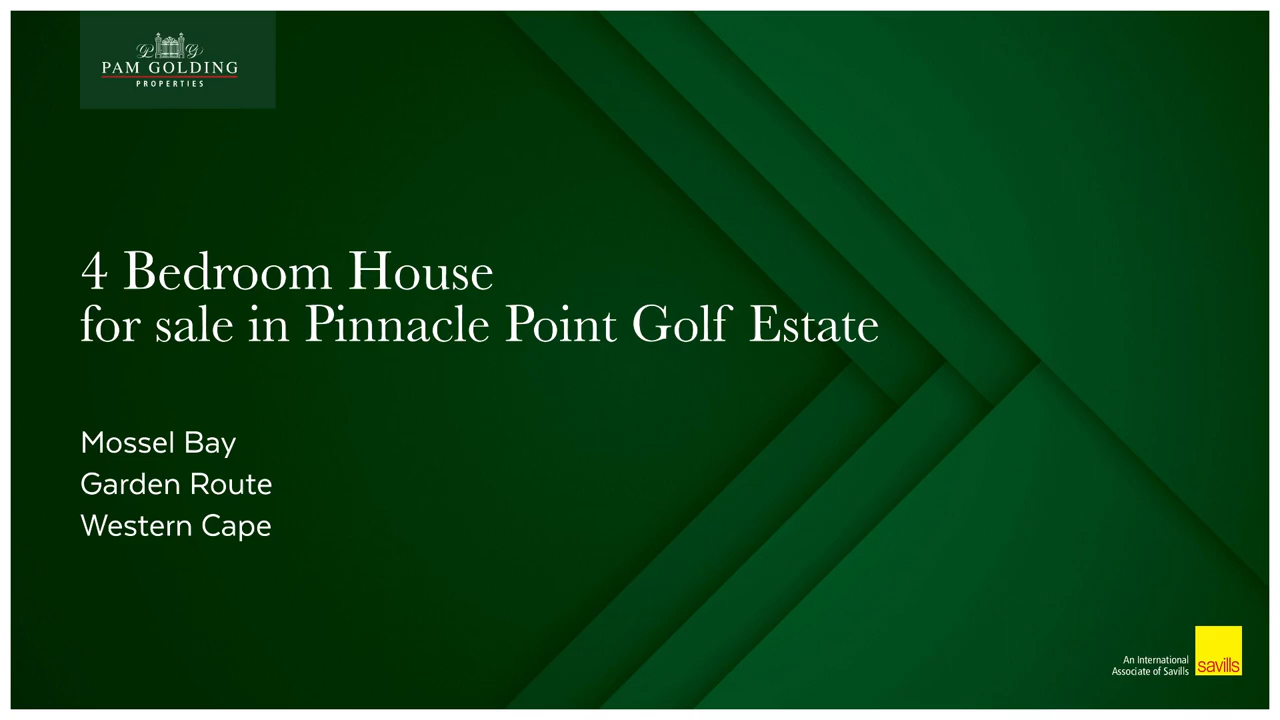 PAM GOLDING
PROPERTIES
4 Bedroom House
for sale in Pinnacle Point Golf Estate
Mossel Bay
Garden Route
Western Cape
An International
Associate of Savills
savills